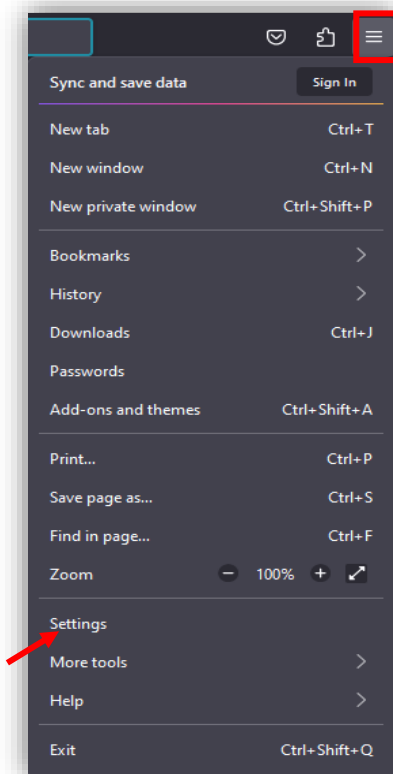 Sync and save data Sign In
New tab Ctrl+T
New window Ctrl+N
New private window Ctrl+Shift+P
Bookmarks
History
Downloads Ctrl+J
Passwords
Add-ons and themes Ctrl+Shift+A
Print... Ctrl+P
Save page as... Ctrl+S
Find in page... Ctrl+F
Zoom 100%
Settings
More tools
Help
Exit Ctrl+Shift+Q